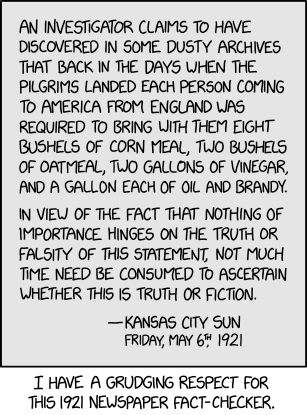 AN INVESTIGATOR CLAIMS TO HAVE
DISCOVERED IN SOME DUSTY ARCHIVES
THAT BACK IN THE DAYS WHEN THE
PILGRIMS LANDED EACH PERSON COMING
TO AMERICA FROM ENGLAND WAS
REQUIRED TO BRING WITH THEM EIGHT
BUSHELS OF CORN MEAL, TWO BUSHELS
OF OATMEAL, TWO GALLONS OF VINEGAR,
AND A GALLON EACH OF OIL AND BRANDY.
IN VIEW OF THE FACT THAT NOTHING OF
IMPORTANCE HINGES ON THE TRUTH OR
FALSITY OF THIS STATEMENT, NOT MUCH
TIME NEED BE CONSUMED TO ASCERTAIN
WHETHER THIS IS TRUTH OR FICTION.
—KANSAS CITY SUN
FRIDAY, MAY 6TH, 1921
I HAVE A GRUDGING RESPECT FOR
THIS 1921 NEWSPAPER FACT-CHECKER.